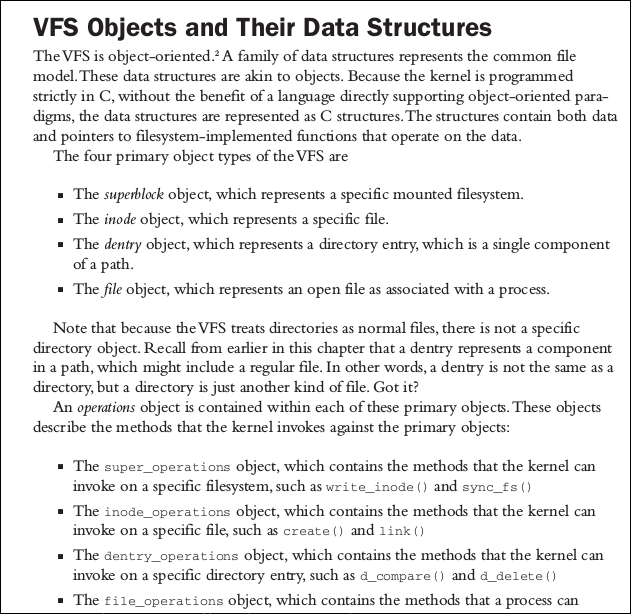 VFS Objects and Their Data Structures
The VFS is object-oriented.² A family of data structures represents the common file
model. These data structures are akin to objects. Because the kernel is programmed
strictly in C, without the benefit of a language directly supporting object-oriented para-
digms, the data structures are represented as C structures. The structures contain both data
and pointers to filesystem-implemented functions that operate on the data.
The four primary object types of the VFS are
▪ The superblock object, which represents a specific mounted filesystem.
▪ The inode object, which represents a specific file.
▪ The dentry object, which represents a directory entry, which is a single component
of a path.
▪ The file object, which represents an open file as associated with a process.
Note that because the VFS treats directories as normal files, there is not a specific
directory object. Recall from earlier in this chapter that a dentry represents a component
in a path, which might include a regular file. In other words, a dentry is not the same as a
directory, but a directory is just another kind of file. Got it?
An operations object is contained within each of these primary objects. These objects
describe the methods that the kernel invokes against the primary objects:
▪ The super_operations object, which contains the methods that the kernel can
invoke on a specific filesystem, such as write_inode() and sync_fs()
▪ The inode_operations object, which contains the methods that the kernel can
invoke on a specific file, such as create() and link()
▪ The dentry_operations object, which contains the methods that the kernel can
invoke on a specific directory entry, such as d_compare() and d_delete()
▪ The file_operations object, which contains the methods that a process can